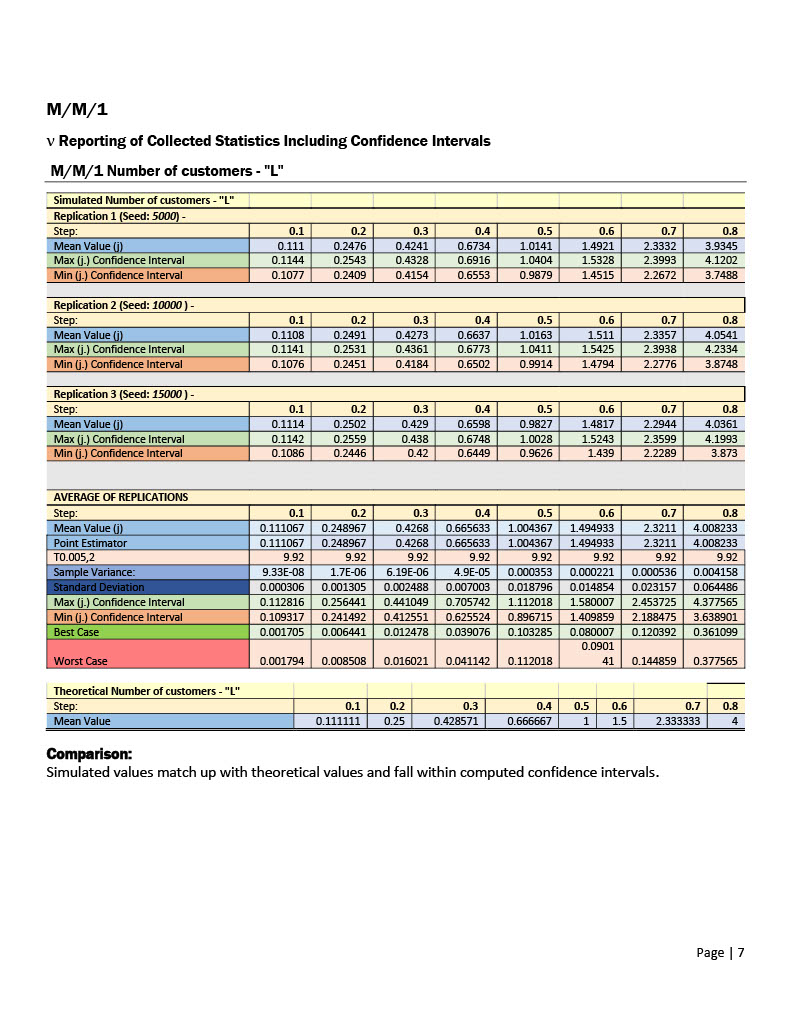 M/M/1
ν Reporting of Collected Statistics Including Confidence Intervals
M/M/1 Number of customers - "L"
Simulated Number of customers - "L"
Replication 1 (Seed: 5000) -
Step: 0.1 0.2 0.3 0.4 0.5 0.6 0.7 0.8
Mean Value (j) 0.111 0.2476 0.4241 0.6734 1.0141 1.4921 2.3332 3.9345
Max (j.) Confidence Interval 0.1144 0.2543 0.4328 0.6916 1.0404 1.5328 2.3993 4.1202
Min (j.) Confidence Interval 0.1077 0.2409 0.4154 0.6553 0.9879 1.4515 2.2672 3.7488
Replication 2 (Seed: 10000 ) -
Step: 0.1 0.2 0.3 0.4 0.5 0.6 0.7 0.8
Mean Value (j) 0.1108 0.2491 0.4273 0.6637 1.0163 1.511 2.3357 4.0541
Max (j.) Confidence Interval 0.1141 0.2531 0.4361 0.6773 1.0411 1.5425 2.3938 4.2334
Min (j.) Confidence Interval 0.1076 0.2451 0.4184 0.6502 0.9914 1.4794 2.2776 3.8748
Replication 3 (Seed: 15000 ) -
Step: 0.1 0.2 0.3 0.4 0.5 0.6 0.7 0.8
Mean Value (j) 0.1114 0.2502 0.429 0.6598 0.9827 1.4817 2.2944 4.0361
Max (j.) Confidence Interval 0.1142 0.2559 0.438 0.6748 1.0028 1.5243 2.3599 4.1993
Min (j.) Confidence Interval 0.1086 0.2446 0.42 0.6449 0.9626 1.439 2.2289 3.873
AVERAGE OF REPLICATIONS
Step: 0.1 0.2 0.3 0.4 0.5 0.6 0.7 0.8
Mean Value (j) 0.111067 0.248967 0.4268 0.665633 1.004367 1.494933 2.3211 4.008233
Point Estimator 0.111067 0.248967 0.4268 0.665633 1.004367 1.494933 2.3211 4.008233
T0.005,2 9.92 9.92 9.92 9.92 9.92 9.92 9.92 9.92
Sample Variance: 9.33E-08 1.7E-06 6.19E-06 4.9E-05 0.000353 0.000221 0.000536 0.004158
Standard Deviation 0.000306 0.001305 0.002488 0.007003 0.018796 0.014854 0.023157 0.064486
Max (j.) Confidence Interval 0.112816 0.256441 0.441049 0.705742 1.112018 1.580007 2.453725 4.377565
Min (j.) Confidence Interval 0.109317 0.241492 0.412551 0.625524 0.896715 1.409859 2.188475 3.638901
Best Case 0.001705 0.006441 0.012478 0.039076 0.103285 0.080007 0.120392 0.361099
0.0901
Worst Case 0.001794 0.008508 0.016021 0.041142 0.112018 41 0.144859 0.377565
Theoretical Number of customers - "L"
Step: 0.1 0.2 0.3 0.4 0.5 0.6 0.7 0.8
Mean Value 0.111111 0.25 0.428571 0.666667 1 1.5 2.333333 4
Comparison:
Simulated values match up with theoretical values and fall within computed confidence intervals.
Page | 7